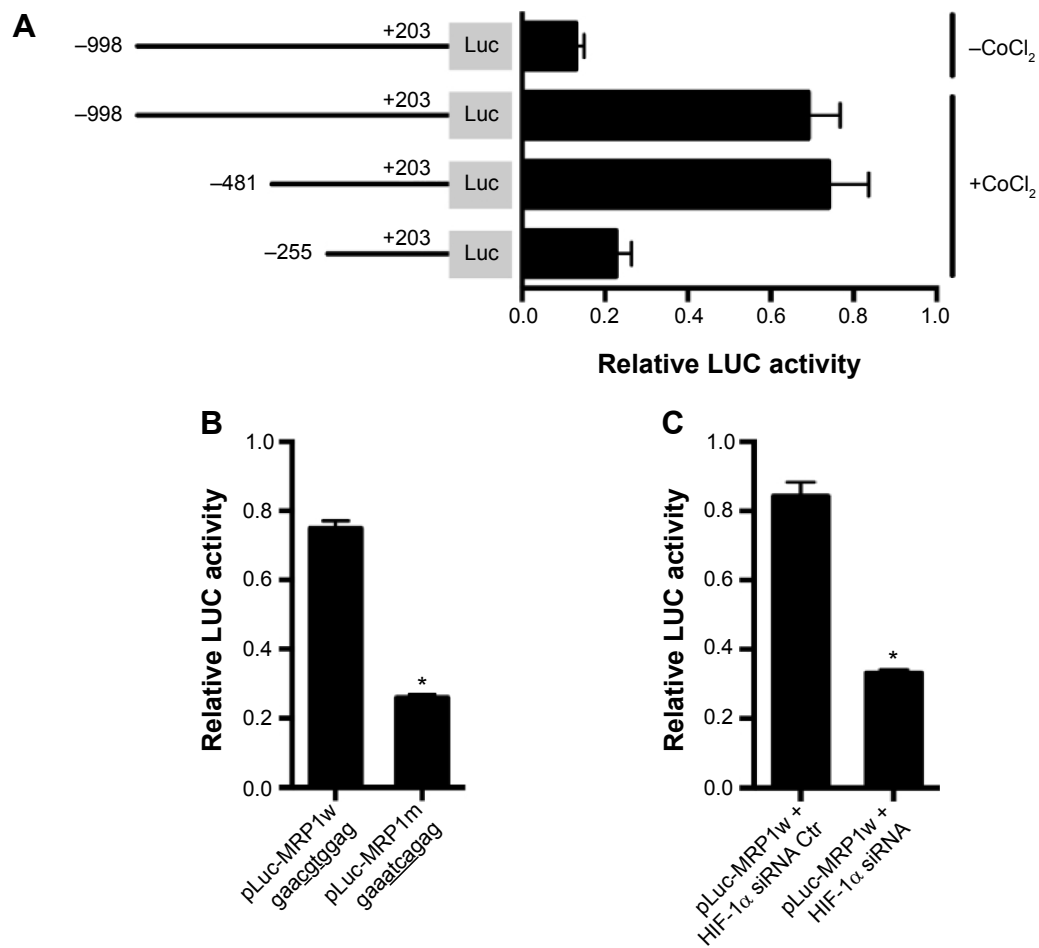 A
–998 +203 Luc –CoCl₂
–998 +203 Luc
–481 +203 Luc +CoCl₂
–255 +203 Luc
0.0 0.2 0.4 0.6 0.8 1.0
Relative LUC activity
B
Relative LUC activity
1.0
0.8
0.6
0.4
0.2
0.0
*
pLuc-MRP1w
gaacgtggag
pLuc-MRP1m
gaaatcagag
C
Relative LUC activity
1.0
0.8
0.6
0.4
0.2
0.0
*
pLuc-MRP1w +
HIF-1α siRNA Ctr
pLuc-MRP1w +
HIF-1α siRNA